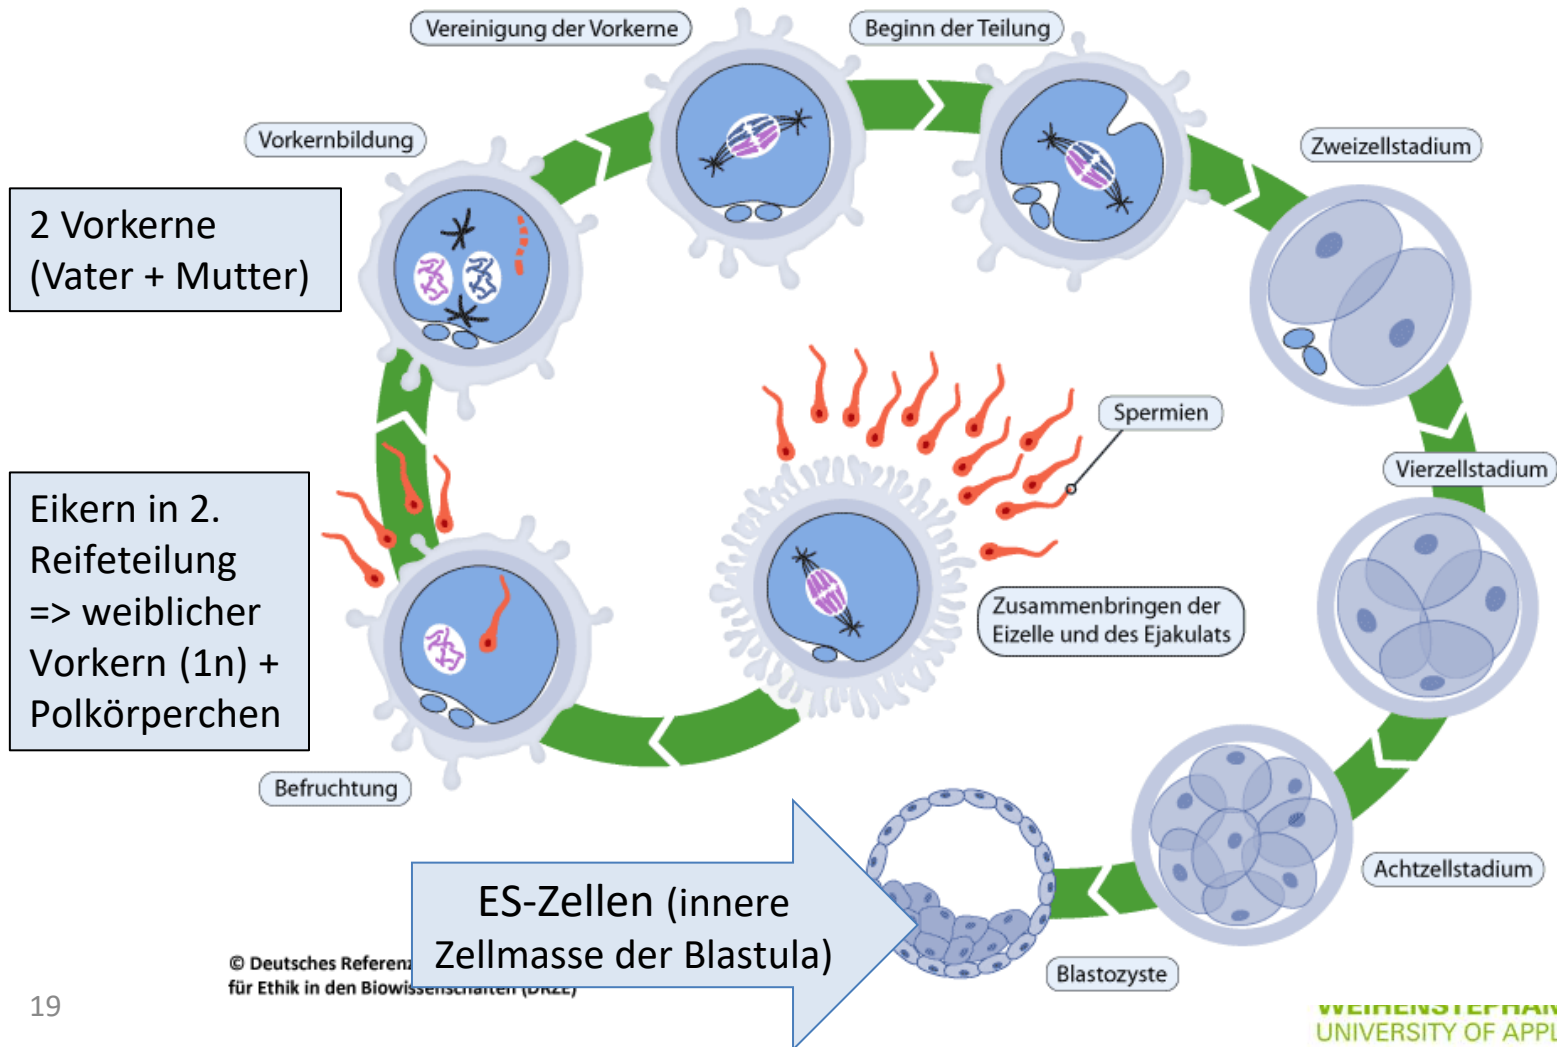 Vereinigung der Vorkerne
Beginn der Teilung
Vorkernbildung
Zweizellstadium
2 Vorkerne
(Vater + Mutter)
Spermien
Vierzellstadium
Eikern in 2.
Reifeteilung
=> weiblicher
Vorkern (1n) +
Polkörperchen
Zusammenbringen der
Eizelle und des Ejakulats
Befruchtung
Achtzellstadium
ES-Zellen (innere
Zellmasse der Blastula)
Blastozyste
© Deutsches Referenz
für Ethik in den Biowissenschaften (DRZE)
19
WEIHENSTEPHAN
UNIVERSITY OF APPL